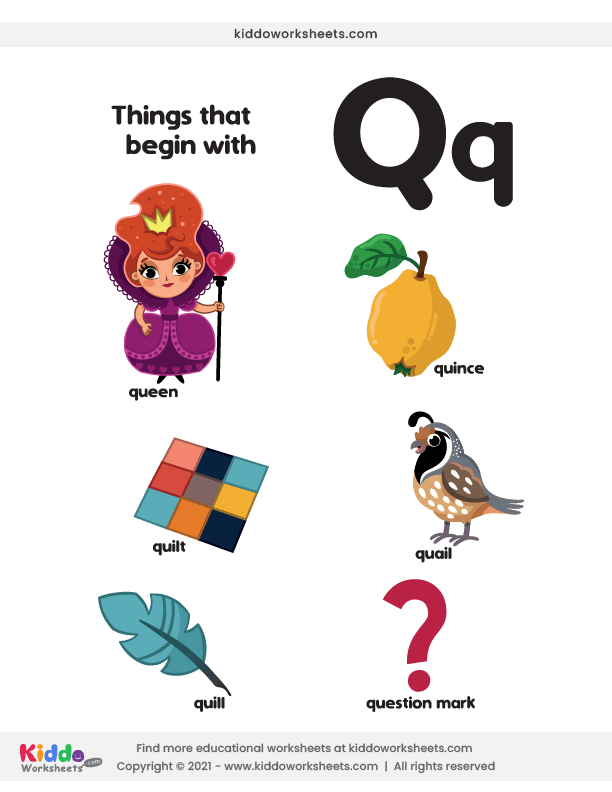 kiddoworksheets.com
Things that
begin with
Qq
queen
quince
quilt
quail
quill
?
question mark
Kiddo
Worksheets
.com
Find more educational worksheets at kiddoworksheets.com
Copyright © 2021 - www.kiddoworksheets.com | All rights reserved